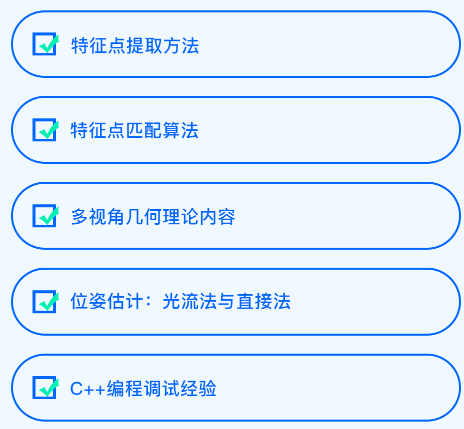 特征点提取方法
特征点匹配算法
多视角几何理论内容
位姿估计：光流法与直接法
C++编程调试经验